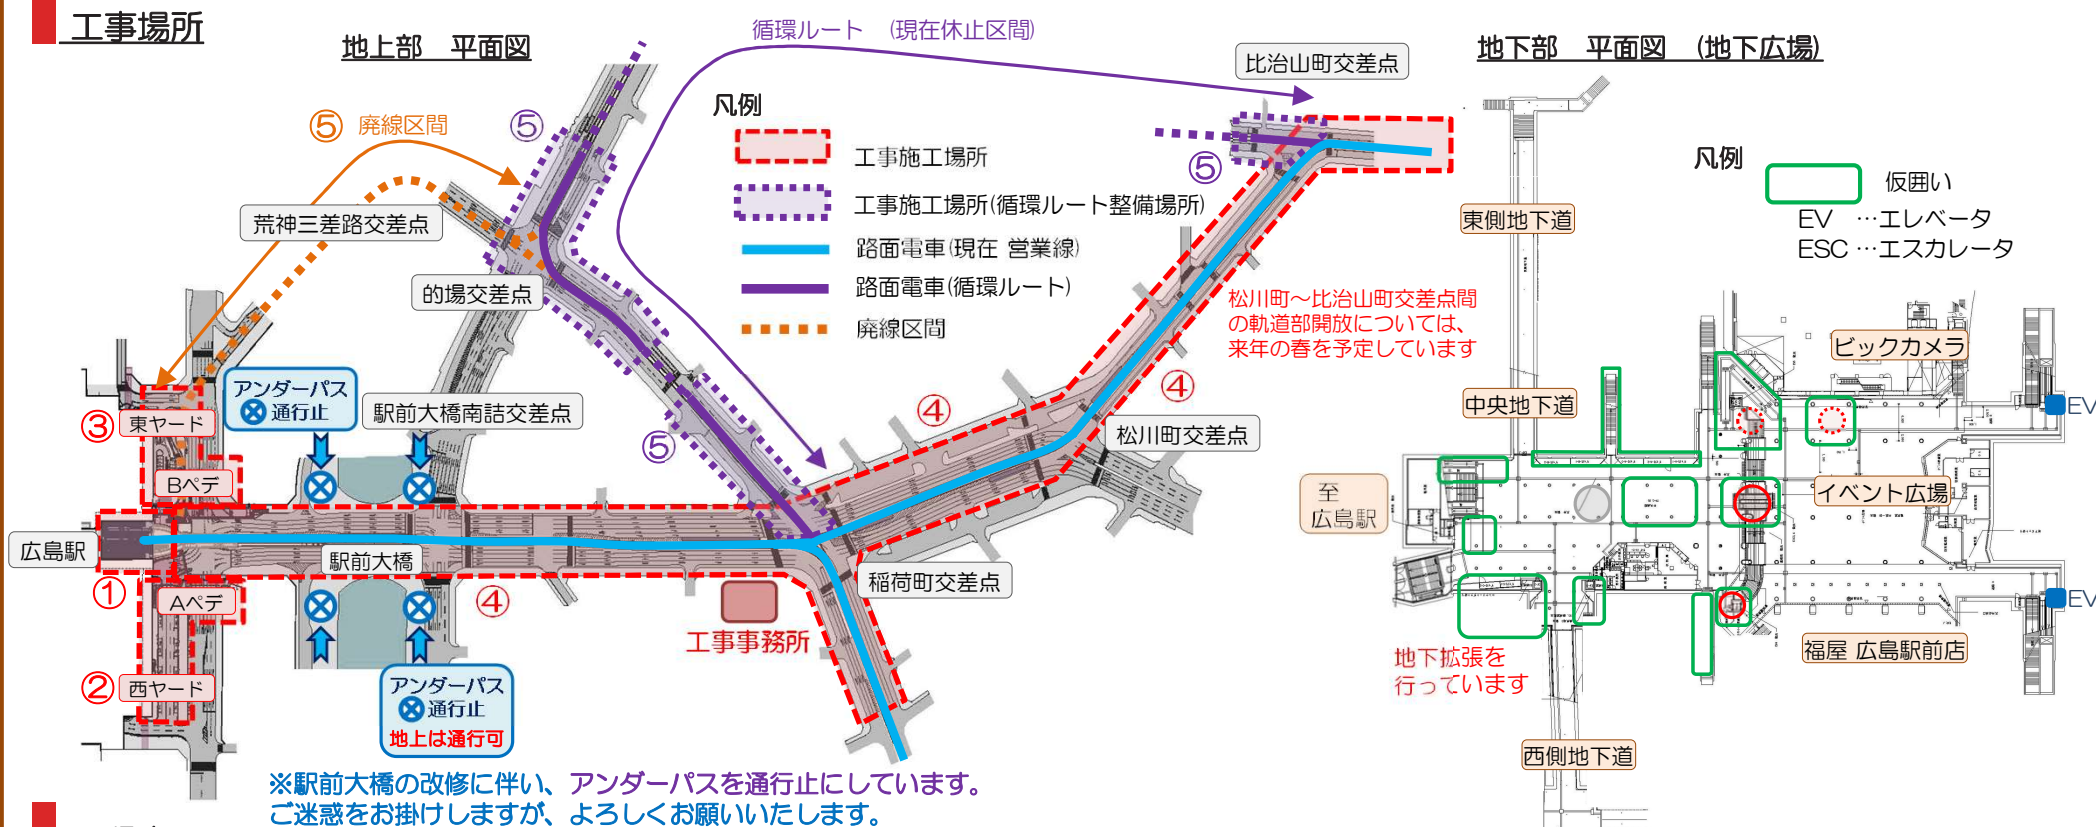 工事場所
地上部　平面図
循環ルート　(現在休止区間)
比治山町交差点
⑤ 廃線区間
⑤
荒神三差路交差点
的場交差点
凡例
工事施工場所
工事施工場所(循環ルート整備場所)
路面電車(現在 営業線)
路面電車(循環ルート)
廃線区間
⑤
松川町～比治山町交差点間
の軌道部開放については、
来年の春を予定しています
④
④
松川町交差点
アンダーパス
通行止
駅前大橋南詰交差点
⑤
③ 東ヤード
Bペデ
広島駅
駅前大橋
①
Aペデ
④
稲荷町交差点
工事事務所
② 西ヤード
アンダーパス
通行止
地上は通行可
※駅前大橋の改修に伴い、アンダーパスを通行止にしています。
ご迷惑をお掛けしますが、よろしくお願いいたします。
地下部　平面図　(地下広場)
凡例
仮囲い
EV …エレベータ
ESC …エスカレータ
東側地下道
中央地下道
ビックカメラ
EV
至
広島駅
イベント広場
EV
福屋 広島駅前店
地下拡張を
行っています
西側地下道